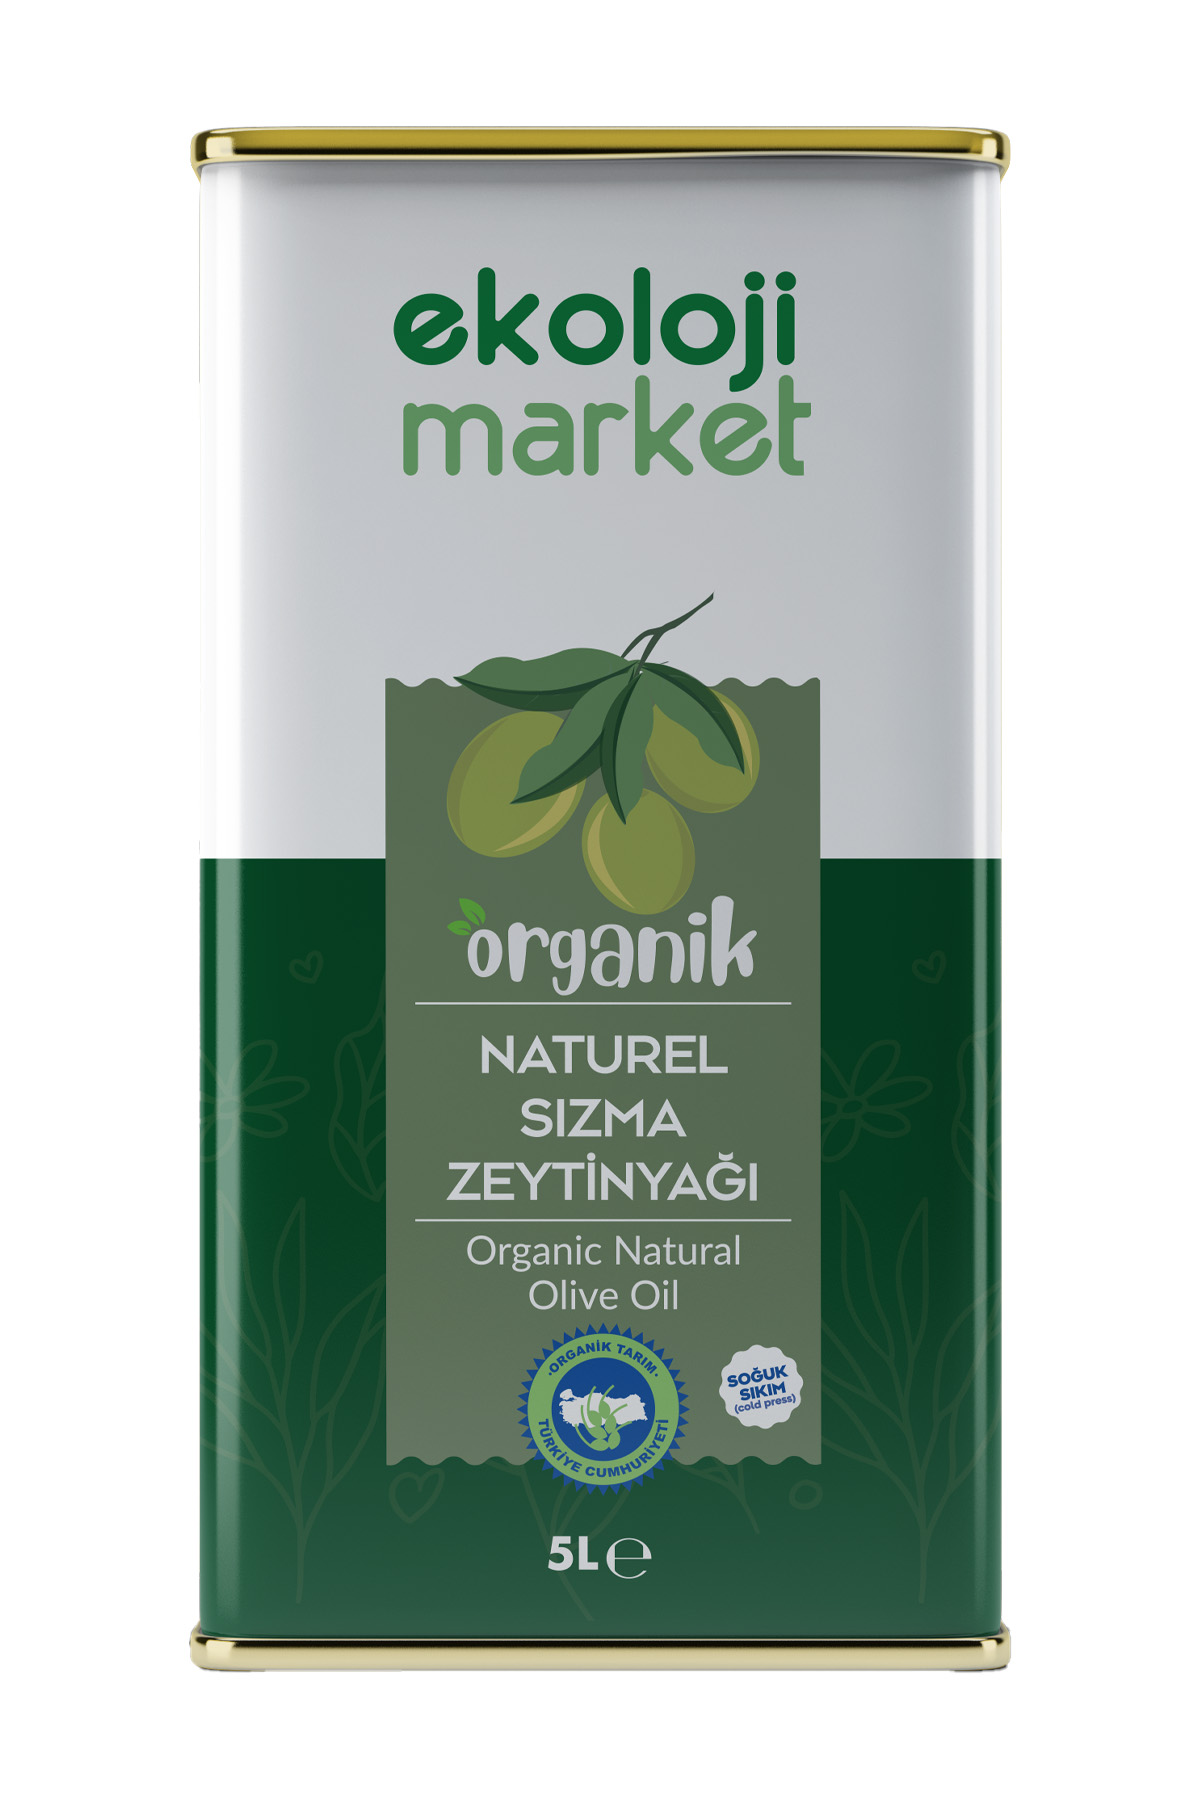 ekoloji
market
organik
NATUREL
SIZMA
ZEYTİNYAĞI
Organic Natural
Olive Oil
·ORGANİK TARIM·
TÜRKİYE CUMHURİYETİ
SOĞUK
SIKIM
(cold press)
5L ℮